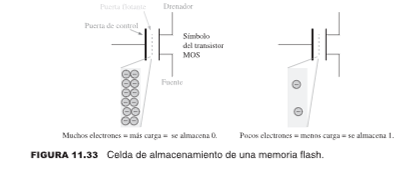 Puerta flotante
Drenador
Puerta de control
Símbolo
del transistor
MOS
Fuente
Muchos electrones = más carga = se almacena 0.
Pocos electrones = menos carga = se almacena 1.
FIGURA 11.33 Celda de almacenamiento de una memoria flash.